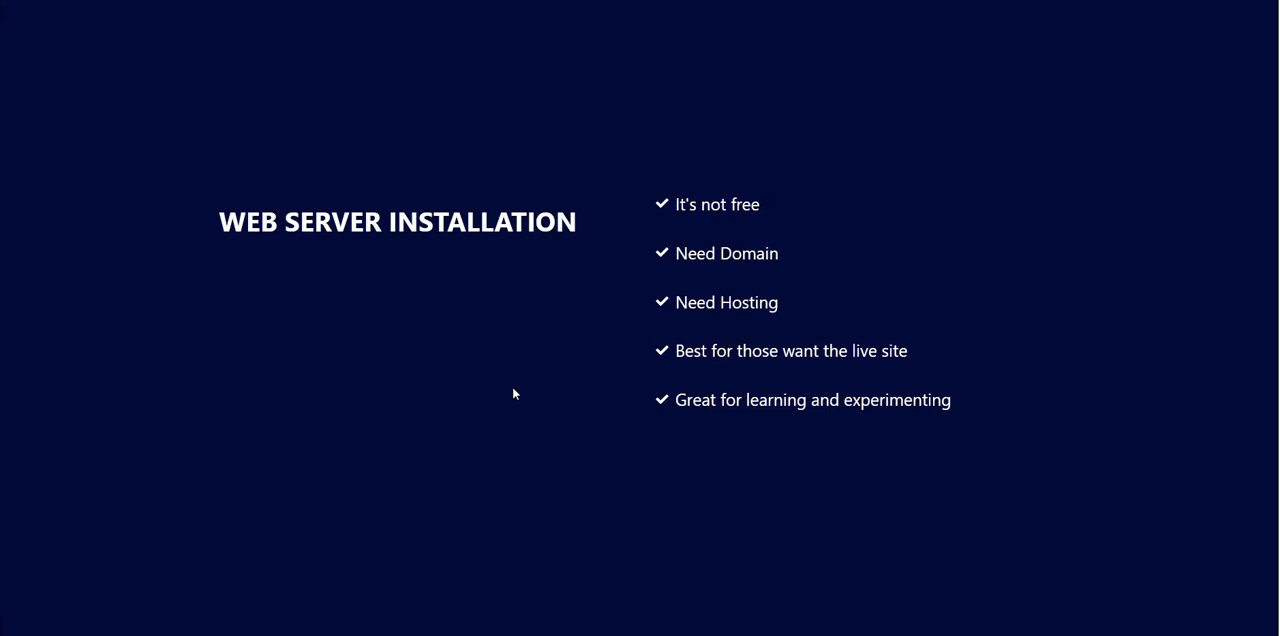 WEB SERVER INSTALLATION
It's not free
Need Domain
Need Hosting
Best for those want the live site
Great for learning and experimenting